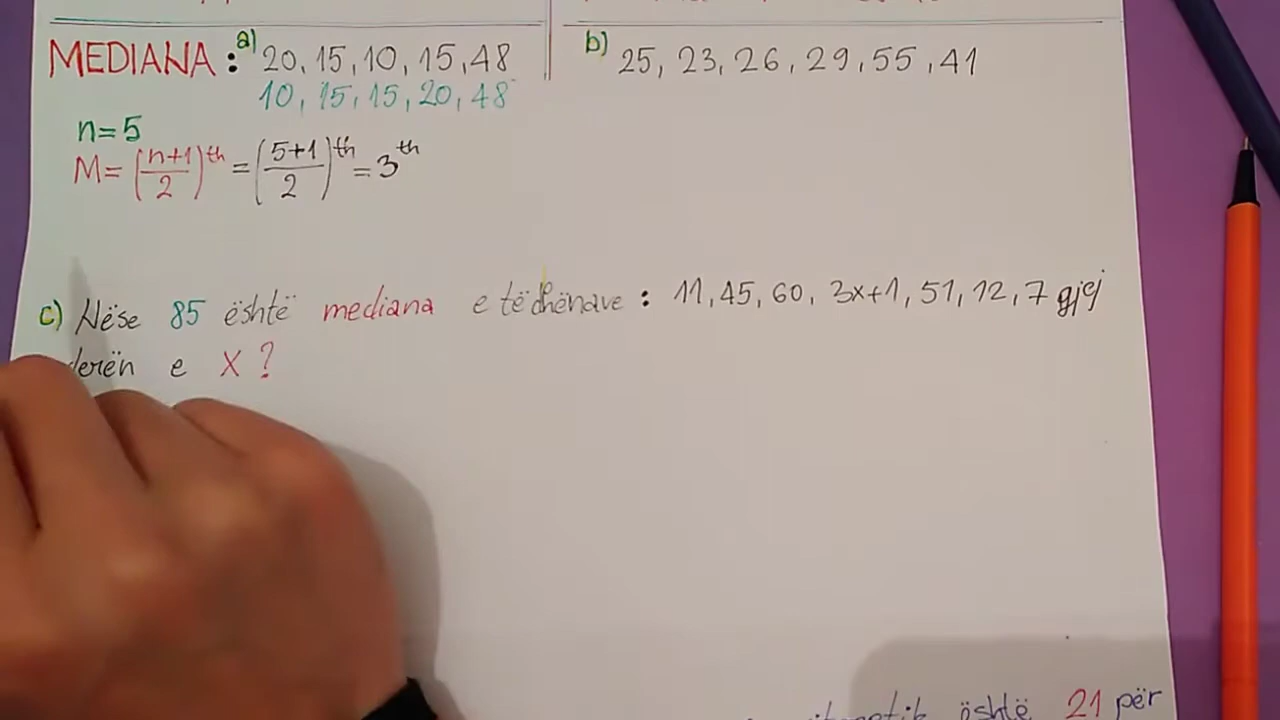 MEDIANA : a) 20, 15, 10, 15, 48
10, 15, 15, 20, 48
n=5
M= (n+1/2)th = (5+1/2)th = 3th
b) 25, 23, 26, 29, 55, 41
c) Nëse 85 është mediana e tëdhënave : 11, 45, 60, 3x+1, 51, 12, 7 gjej
e x ?
është 21 për